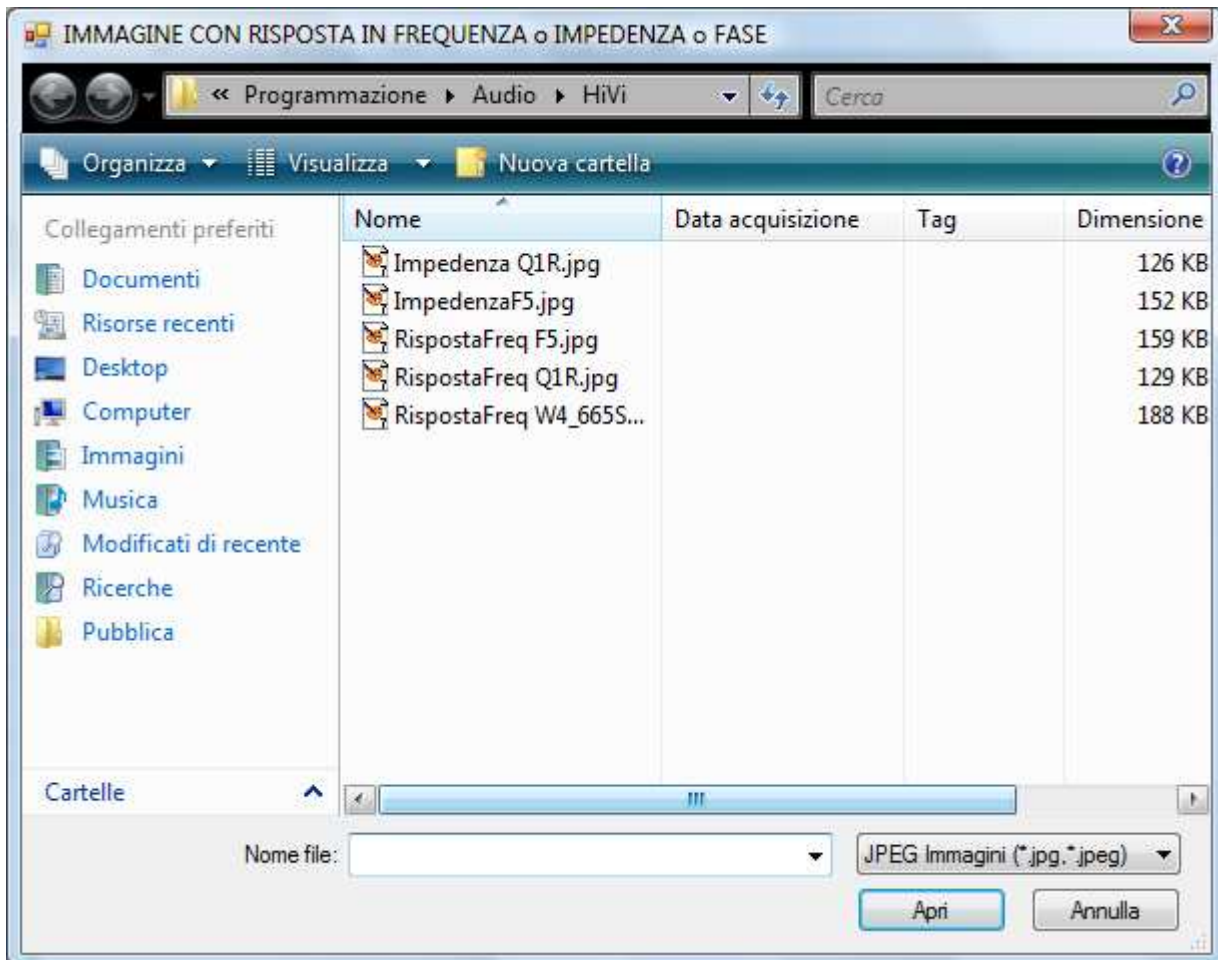 IMMAGINE CON RISPOSTA IN FREQUENZA o IMPEDENZA o FASE
« Programmazione Audio HiVi Cerca
Organizza Visualizza Nuova cartella
Collegamenti preferiti
Documenti
Risorse recenti
Desktop
Computer
Immagini
Musica
Modificati di recente
Ricerche
Pubblica
Cartelle
Nome Data acquisizione Tag Dimensione
Impedenza Q1R.jpg 126 KB
ImpedenzaF5.jpg 152 KB
RispostaFreq F5.jpg 159 KB
RispostaFreq Q1R.jpg 129 KB
RispostaFreq W4_665S... 188 KB
Nome file: JPEG Immagini (*.jpg,*.jpeg)
Apri Annulla